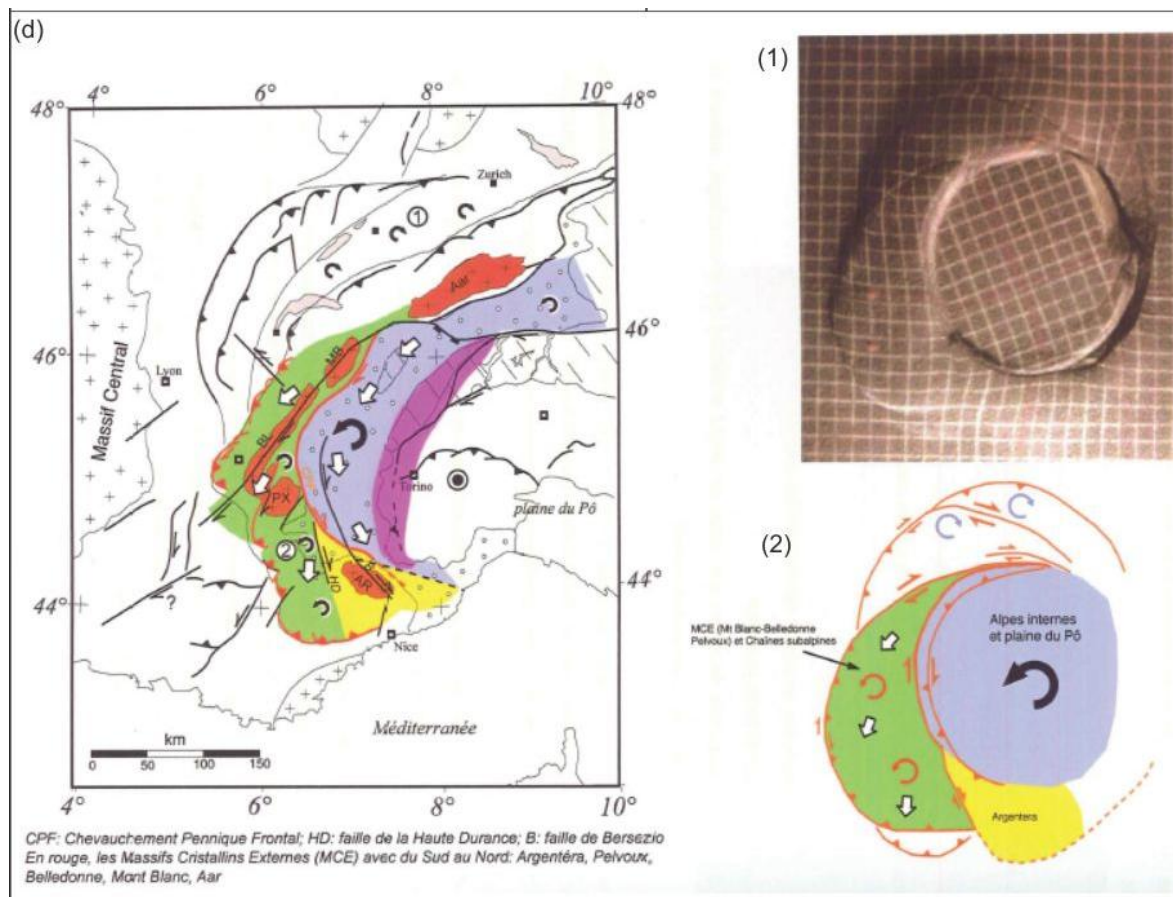 (d)
(1)
4°
6°
8°
10°
48°
48°
Zurich
1
Aar
46°
46°
MB
Lyon
Massif Central
BL
PX
Torino
plaine du Pô
2
HD
B
AR
?
44°
44°
Nice
Méditerranée
km
0 50 100 150
4°
6°
8°
10°
(2)
Alpes internes
et plaine du Pô
MCE (Mt Blanc-Belledonne
Pelvoux) et Chaînes subalpines
Argentera
CPF: Chevauchement Pennique Frontal; HD: faille de la Haute Durance; B: faille de Bersezio
En rouge, les Massifs Cristallins Externes (MCE) avec du Sud au Nord: Argentéra, Pelvoux,
Belledonne, Mont Blanc, Aar